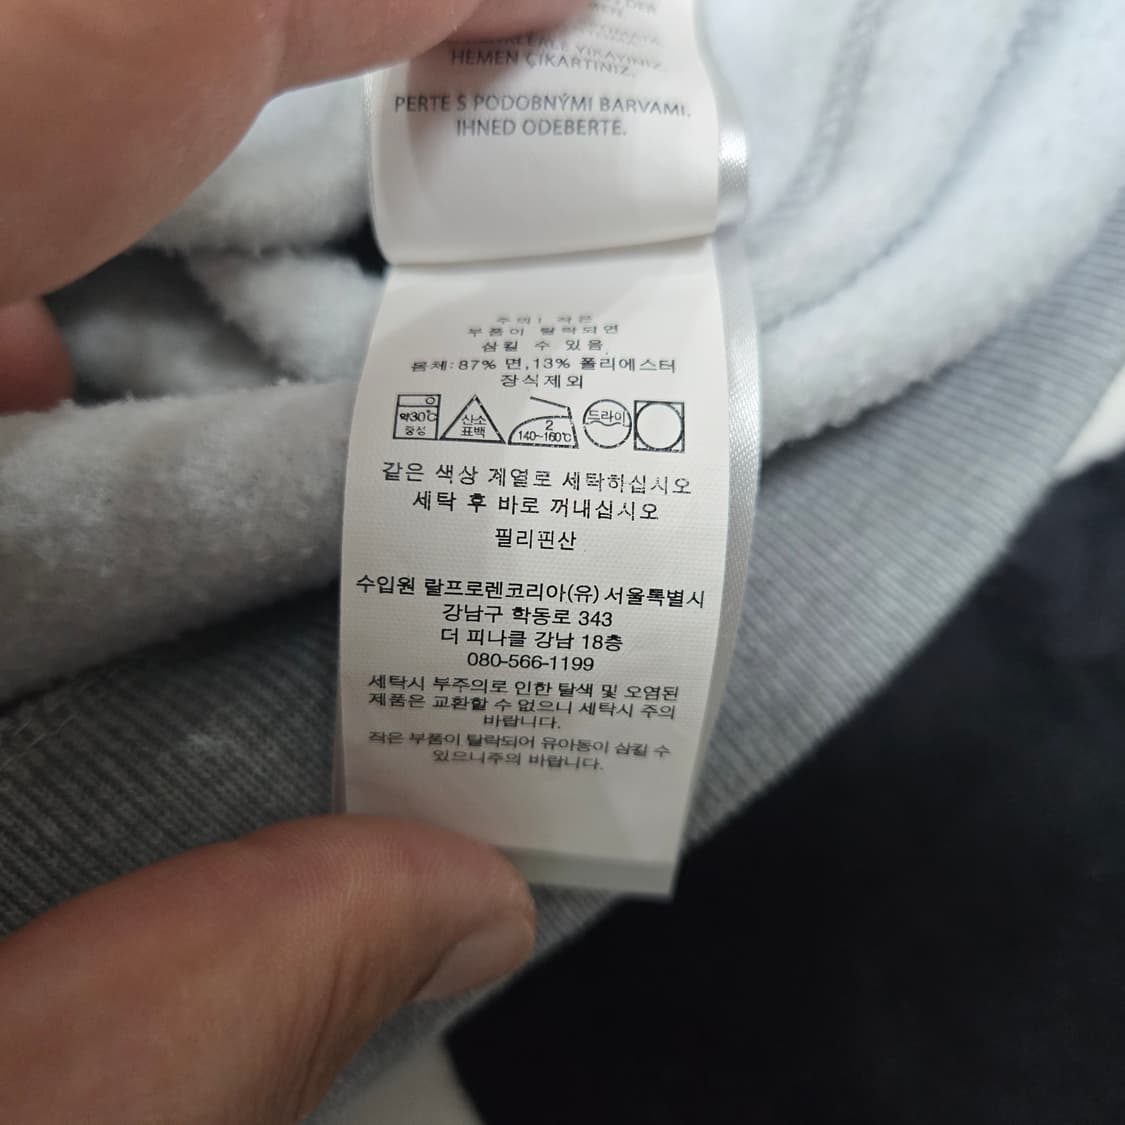 HEMEN ÇIKARTINIZ.
PERTE S PODOBNÝMI BARVAMI.
IHNED ODEBERTE.
주의! 작은
부품이 탈락되면
삼킬 수 있음
몸체: 87% 면,13% 폴리에스터
장식제외
약30℃
중성
산소
표백
2
140~160℃
드라이
같은 색상 계열로 세탁하십시오
세탁 후 바로 꺼내십시오
필리핀산
수입원 랄프로렌코리아(유) 서울특별시
강남구 학동로 343
더 피나클 강남 18층
080-566-1199
세탁시 부주의로 인한 탈색 및 오염된
제품은 교환할 수 없으니 세탁시 주의
바랍니다.
작은 부품이 탈락되어 유아동이 삼킬 수
있으니주의 바랍니다.